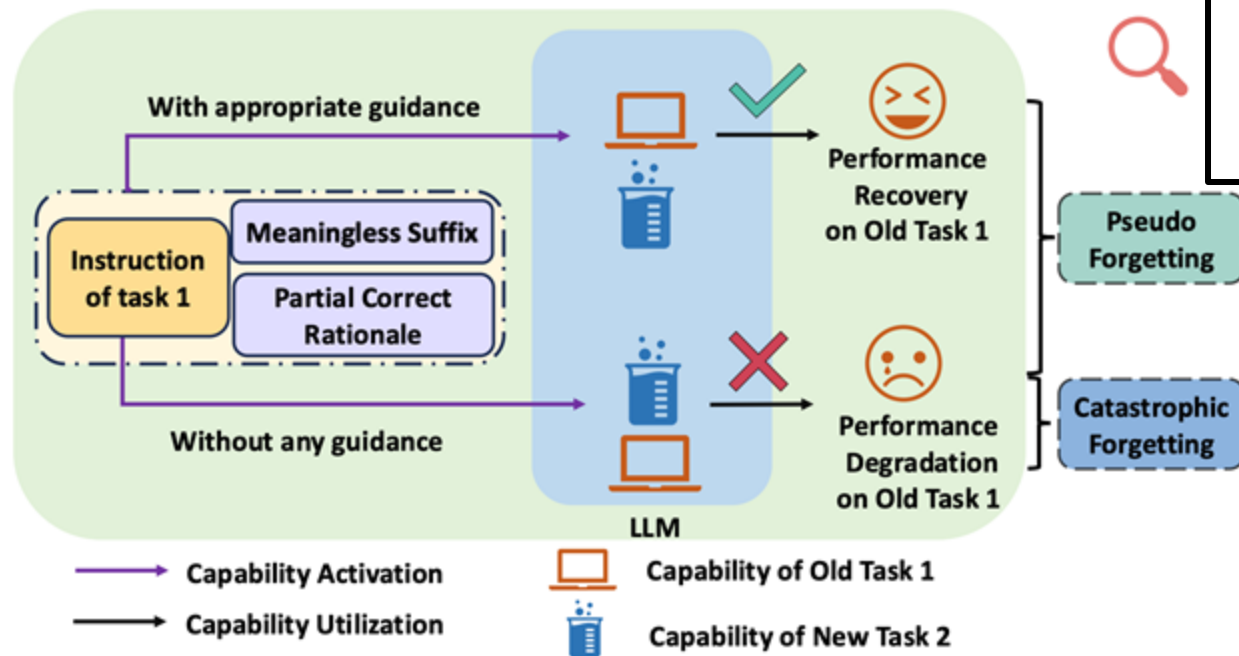 With appropriate guidance
Instruction
of task 1
Meaningless Suffix
Partial Correct
Rationale
Without any guidance
LLM
Performance
Recovery
on Old Task 1
Performance
Degradation
on Old Task 1
Pseudo
Forgetting
Catastrophic
Forgetting
Capability Activation
Capability of Old Task 1
Capability Utilization
Capability of New Task 2